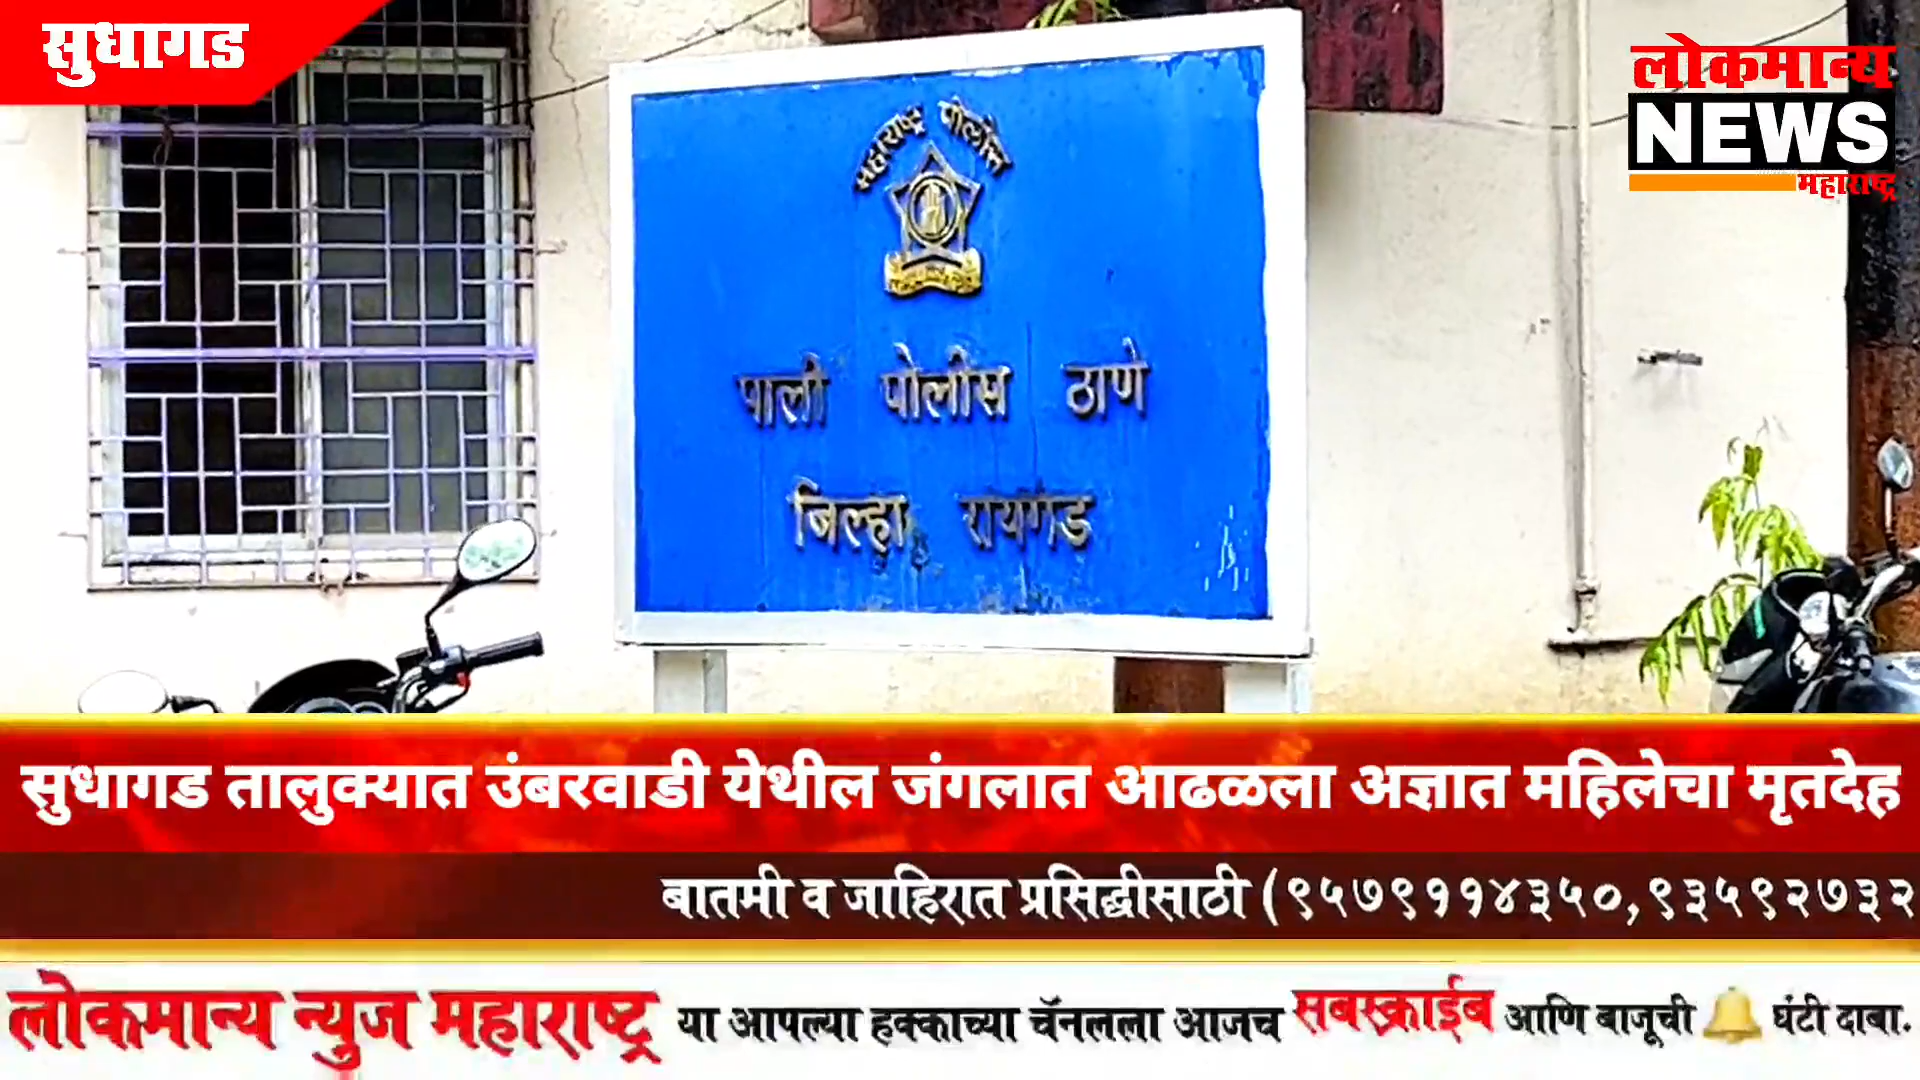 सुधागड
लोकमान्य
NEWS
महाराष्ट्र
महाराष्ट्र पोलीस
पाली पोलीस ठाणे
जिल्हा रायगड
सुधागड तालुक्यात उंबरवाडी येथील जंगलात आढळला अज्ञात महिलेचा मृतदेह
बातमी व जाहिरात प्रसिद्धीसाठी (९५७९११४३५०,९३५९२७३२
लोकमान्य न्युज महाराष्ट्र या आपल्या हक्काच्या चॅनलला आजच सबस्क्राईब आणि बाजूची घंटी दाबा.